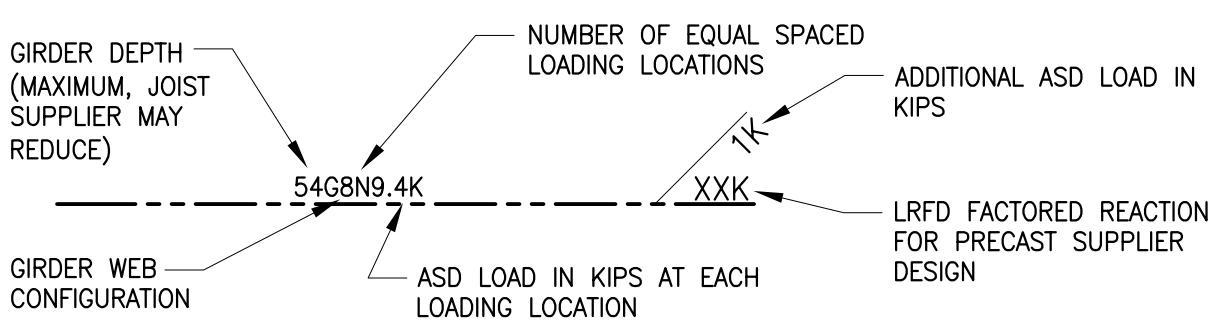 GIRDER DEPTH
(MAXIMUM, JOIST
SUPPLIER MAY
REDUCE)
NUMBER OF EQUAL SPACED
LOADING LOCATIONS
ADDITIONAL ASD LOAD IN
KIPS
1K
54G8N9.4K
XXK
LRFD FACTORED REACTION
FOR PRECAST SUPPLIER
DESIGN
GIRDER WEB
CONFIGURATION
ASD LOAD IN KIPS AT EACH
LOADING LOCATION